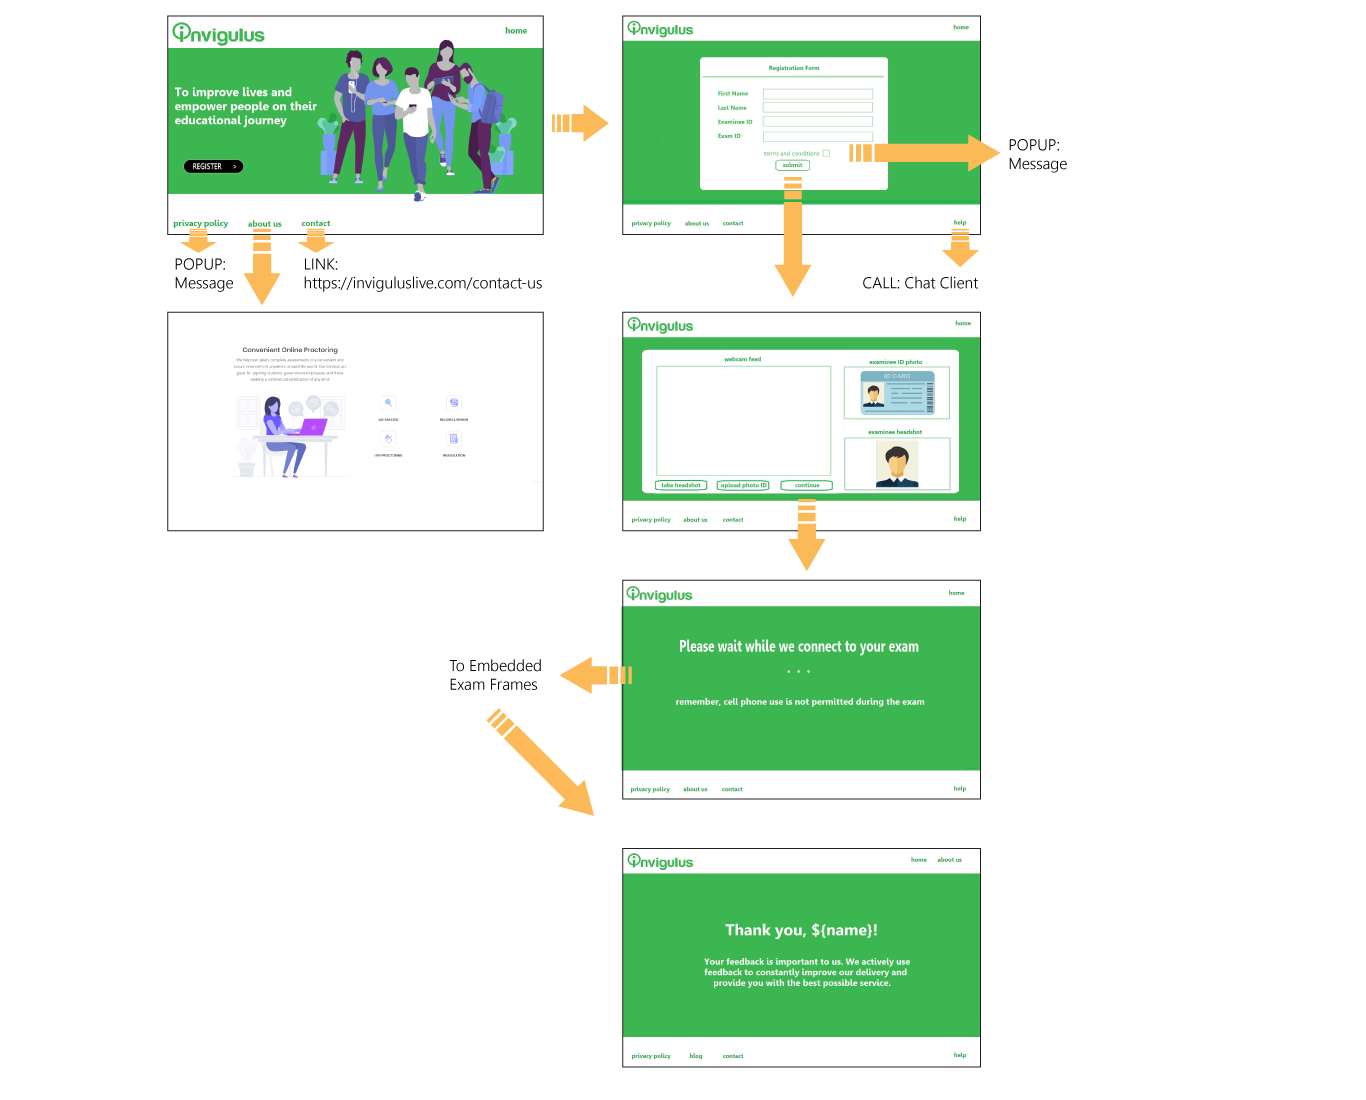 invigulus
home
To improve lives and
empower people on their
educational journey
REGISTER >
privacy policy about us contact
POPUP:
Message
LINK:
https://invigiluslive.com/contact-us
invigulus
home
Registration Form
First Name
Last Name
Examinee ID
Exam ID
terms and conditions
submit
privacy policy about us contact help
POPUP:
Message
CALL: Chat Client
Convenient Online Proctoring
invigulus
home
webcam feed
examinee ID photo
ID CARD
examinee headshot
take headshot upload photo ID continue
privacy policy about us contact help
invigulus
home
Please wait while we connect to your exam
• • •
remember, cell phone use is not permitted during the exam
privacy policy about us contact help
To Embedded
Exam Frames
invigulus
home about us
Thank you, ${name}!
Your feedback is important to us. We actively use
feedback to constantly improve our delivery and
provide you with the best possible service.
privacy policy blog contact help